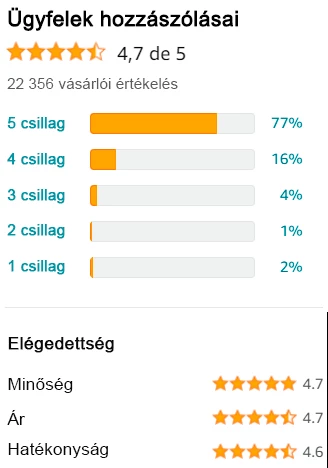 Ügyfelek hozzászólásai
4,7 de 5
22 356 vásárlói értékelés
5 csillag 77%
4 csillag 16%
3 csillag 4%
2 csillag 1%
1 csillag 2%
Elégedettség
Minőség 4.7
Ár 4.7
Hatékonyság 4.6